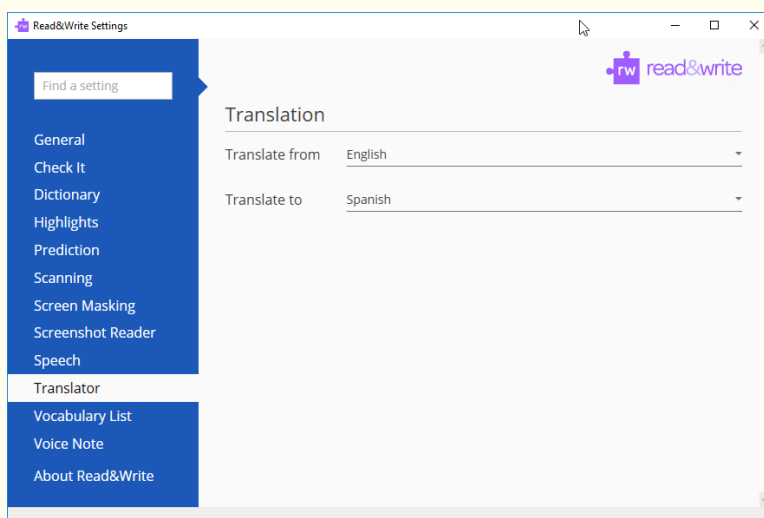 Read&Write Settings
rw read&write
Find a setting
General
Check It
Dictionary
Highlights
Prediction
Scanning
Screen Masking
Screenshot Reader
Speech
Translator
Vocabulary List
Voice Note
About Read&Write
Translation
Translate from English
Translate to Spanish